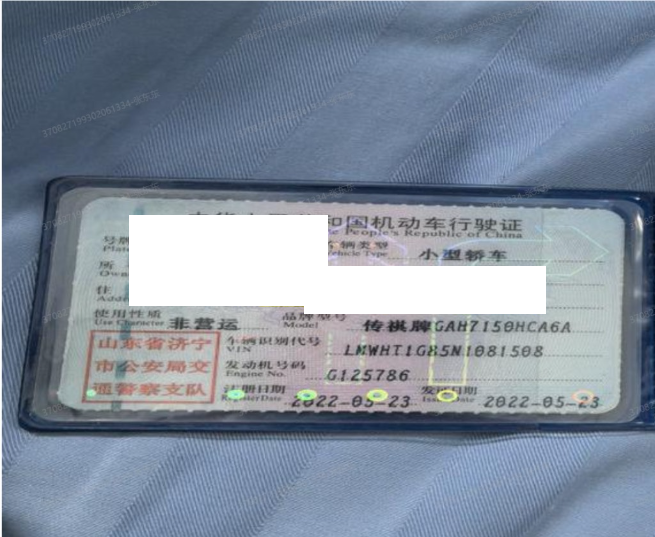 和国机动车行驶证
People's Republic of China
号牌
车辆类型
Vehicle Type
小型轿车
所
住
使用性质
Use Character
非营运
品牌型号
Model
传祺牌GAH7150HCA6A
山东省济宁
市公安局交
通警察支队
车辆识别代号
VIN
LMWHT1G85N1081508
发动机号码
Engine No.
G125786
注册日期
Register Date
2022-05-23
发证日期
Issue Date
2022-05-23